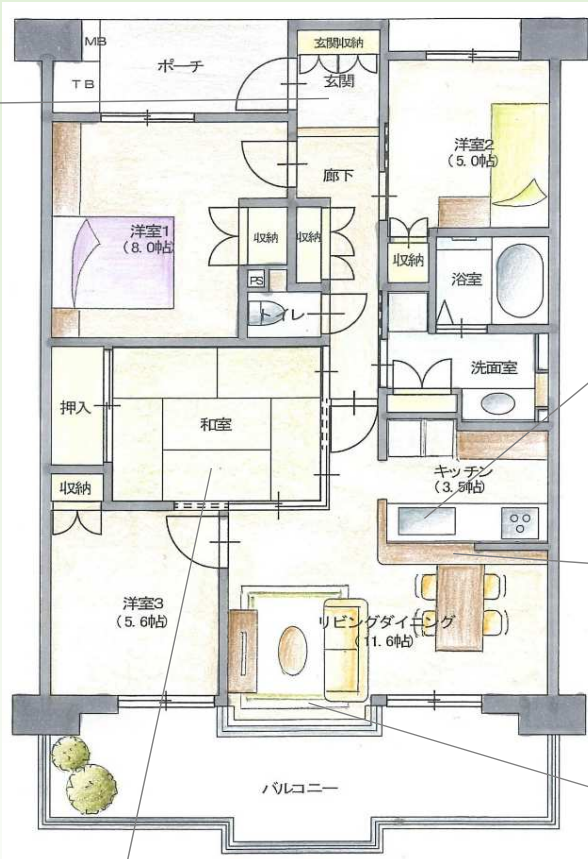 玄関収納
MB
ポーチ
TB
玄関
洋室2
(5.0帖)
廊下
洋室1
(8.0帖)
収納
収納
収納
浴室
PS
トイレ
洗面室
押入
和室
キッチン
(3.5帖)
収納
洋室3
(5.6帖)
リビングダイニング
(11.6帖)
バルコニー